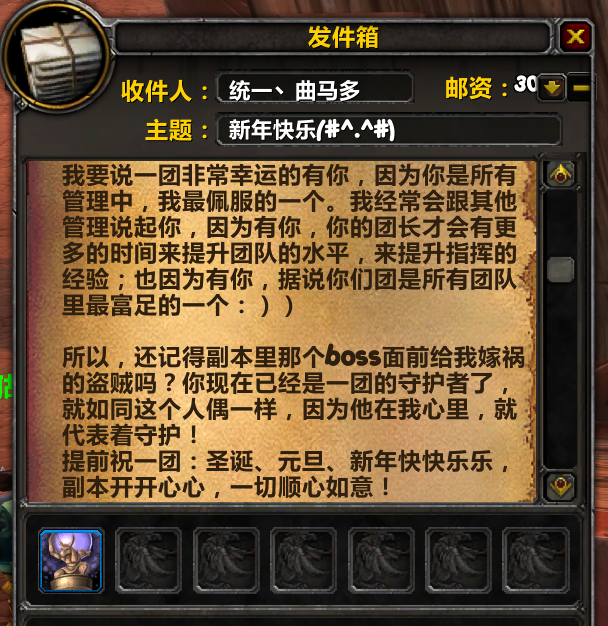 发件箱
收件人：统一、曲马多 邮资：30
主题：新年快乐(#^.^#)
我要说一团非常幸运的有你，因为你是所有
管理中，我最佩服的一个。我经常会跟其他
管理说起你，因为有你，你的团长才会有更
多的时间来提升团队的水平，来提升指挥的
经验；也因为有你，据说你们团是所有团队
里最富足的一个：））
所以，还记得副本里那个boss面前给我嫁祸
的盗贼吗？你现在已经是一团的守护者了，
就如同这个人偶一样，因为他在我心里，就
代表着守护！
提前祝一团：圣诞、元旦、新年快快乐乐，
副本开开心心，一切顺心如意！